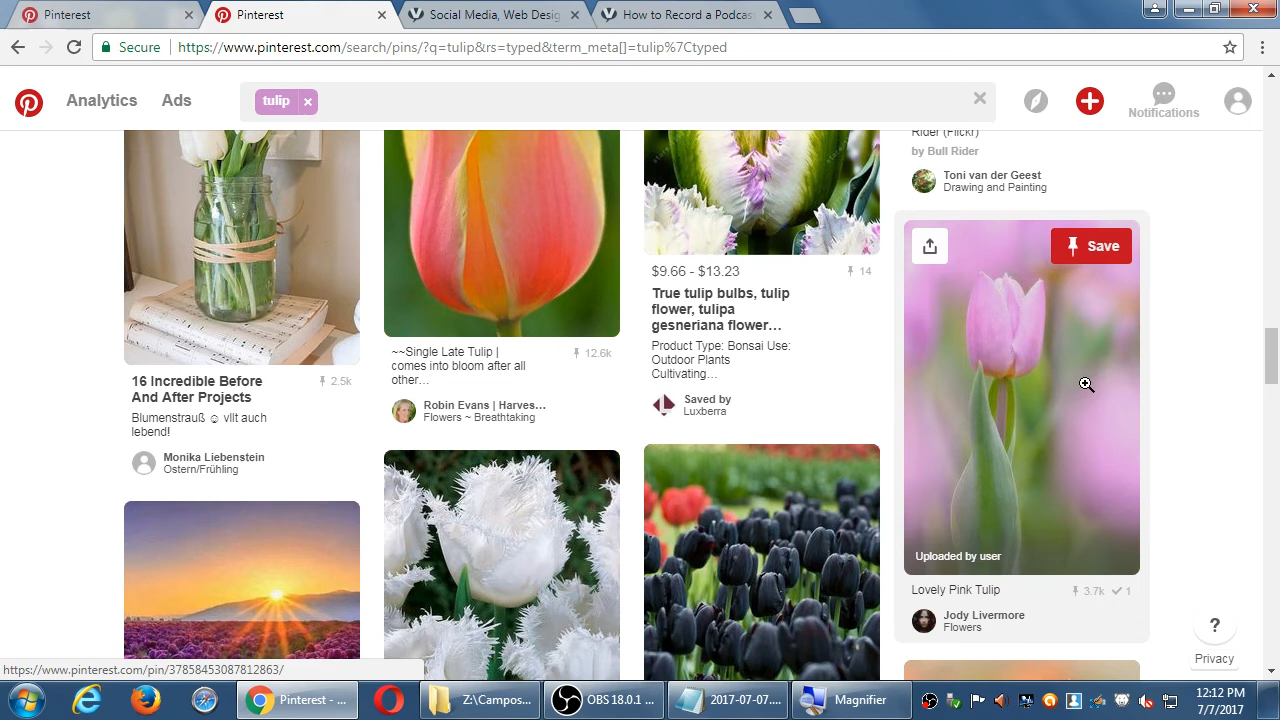 Pinterest
Pinterest
Social Media, Web Desig
How to Record a Podcas
Secure
https://www.pinterest.com/search/pins/?q=tulip&rs=typed&term_meta[]=tulip%7Ctyped
Analytics
Ads
tulip
Notifications
16 Incredible Before
And After Projects
2.5k
Blumenstrauß ☺ vllt auch
lebend!
Monika Liebenstein
Ostern/Frühling
~~Single Late Tulip |
comes into bloom after all
other…
12.6k
Robin Evans | Harves…
Flowers ~ Breathtaking
$9.66 - $13.23
14
True tulip bulbs, tulip
flower, tulipa
gesneriana flower…
Product Type: Bonsai Use:
Outdoor Plants
Cultivating…
Saved by
Luxberra
Rider (Flickr)
by Bull Rider
Toni van der Geest
Drawing and Painting
Save
Uploaded by user
Lovely Pink Tulip
3.7k
1
Jody Livermore
Flowers
?
Privacy
https://www.pinterest.com/pin/37858453087812863/
Pinterest - ...
Z:\Campos...
OBS 18.0.1 ...
2017-07-07....
Magnifier
12:12 PM
7/7/2017